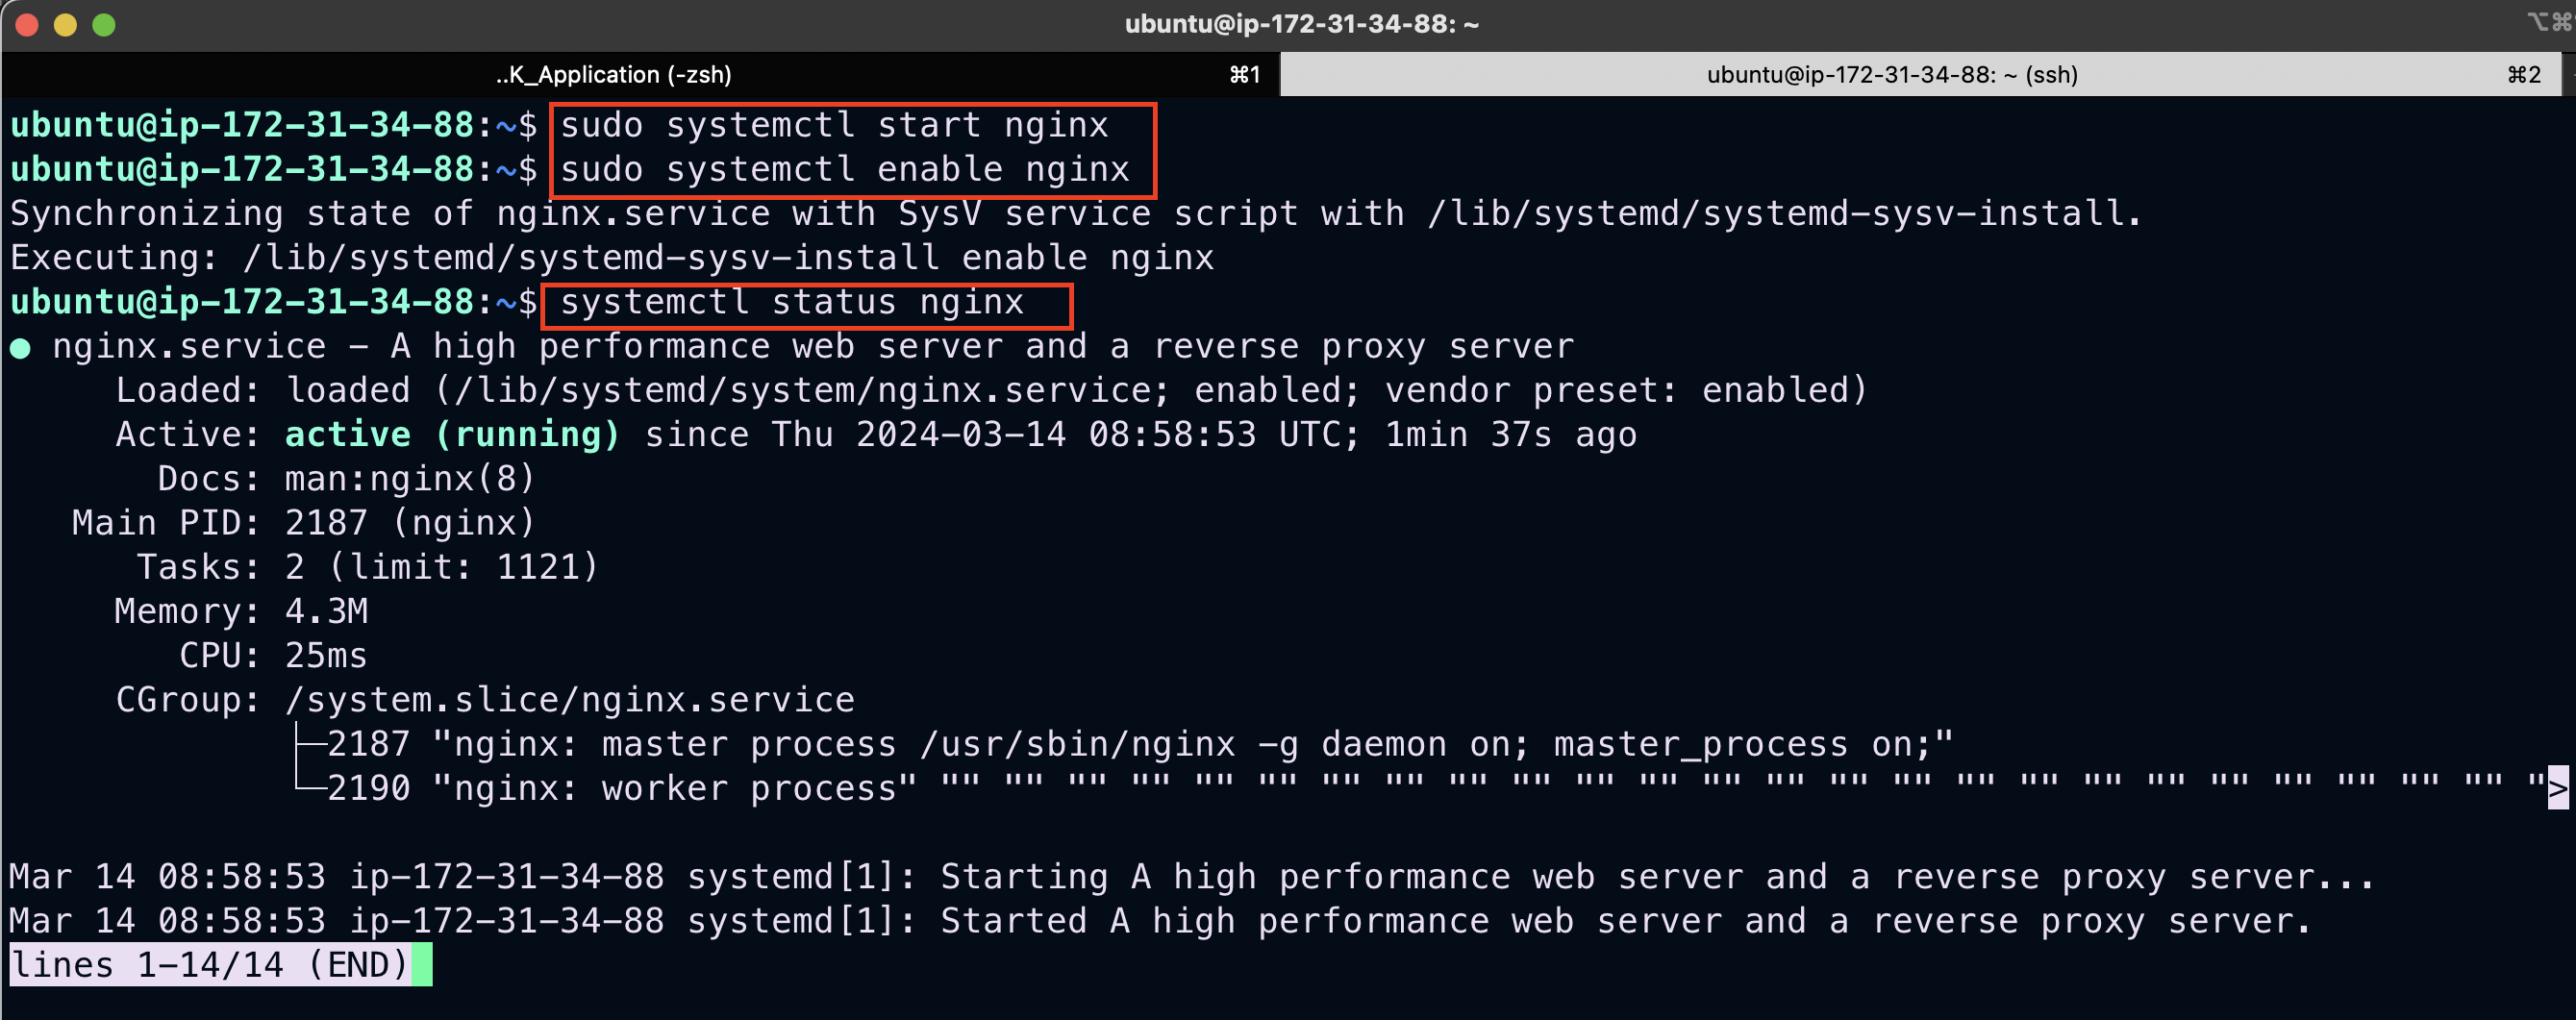 ubuntu@ip-172-31-34-88: ~
⌥⌘
..K_Application (-zsh) ⌘1 ubuntu@ip-172-31-34-88: ~ (ssh) ⌘2
ubuntu@ip-172-31-34-88:~$ sudo systemctl start nginx
ubuntu@ip-172-31-34-88:~$ sudo systemctl enable nginx
Synchronizing state of nginx.service with SysV service script with /lib/systemd/systemd-sysv-install.
Executing: /lib/systemd/systemd-sysv-install enable nginx
ubuntu@ip-172-31-34-88:~$ systemctl status nginx
● nginx.service - A high performance web server and a reverse proxy server
     Loaded: loaded (/lib/systemd/system/nginx.service; enabled; vendor preset: enabled)
     Active: active (running) since Thu 2024-03-14 08:58:53 UTC; 1min 37s ago
       Docs: man:nginx(8)
   Main PID: 2187 (nginx)
      Tasks: 2 (limit: 1121)
     Memory: 4.3M
        CPU: 25ms
     CGroup: /system.slice/nginx.service
             ├─2187 "nginx: master process /usr/sbin/nginx -g daemon on; master_process on;"
             └─2190 "nginx: worker process" "" "" "" "" "" "" "" "" "" "" "" "" "" "" "" "" "" "" "" "" "" "" "" "" "" ">
Mar 14 08:58:53 ip-172-31-34-88 systemd[1]: Starting A high performance web server and a reverse proxy server...
Mar 14 08:58:53 ip-172-31-34-88 systemd[1]: Started A high performance web server and a reverse proxy server.
lines 1-14/14 (END)